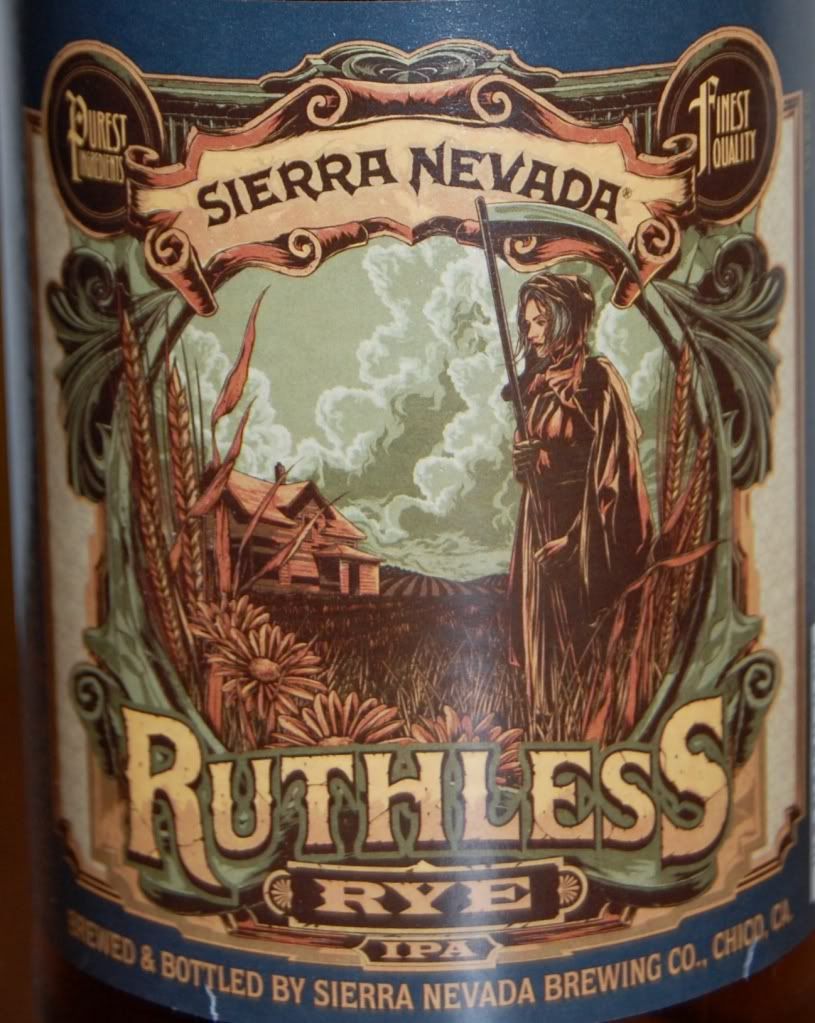 PUREST
INGREDIENTS
FINEST
QUALITY
SIERRA NEVADA®
RUTHLESS
RYE
IPA
BREWED & BOTTLED BY SIERRA NEVADA BREWING CO., CHICO, CA